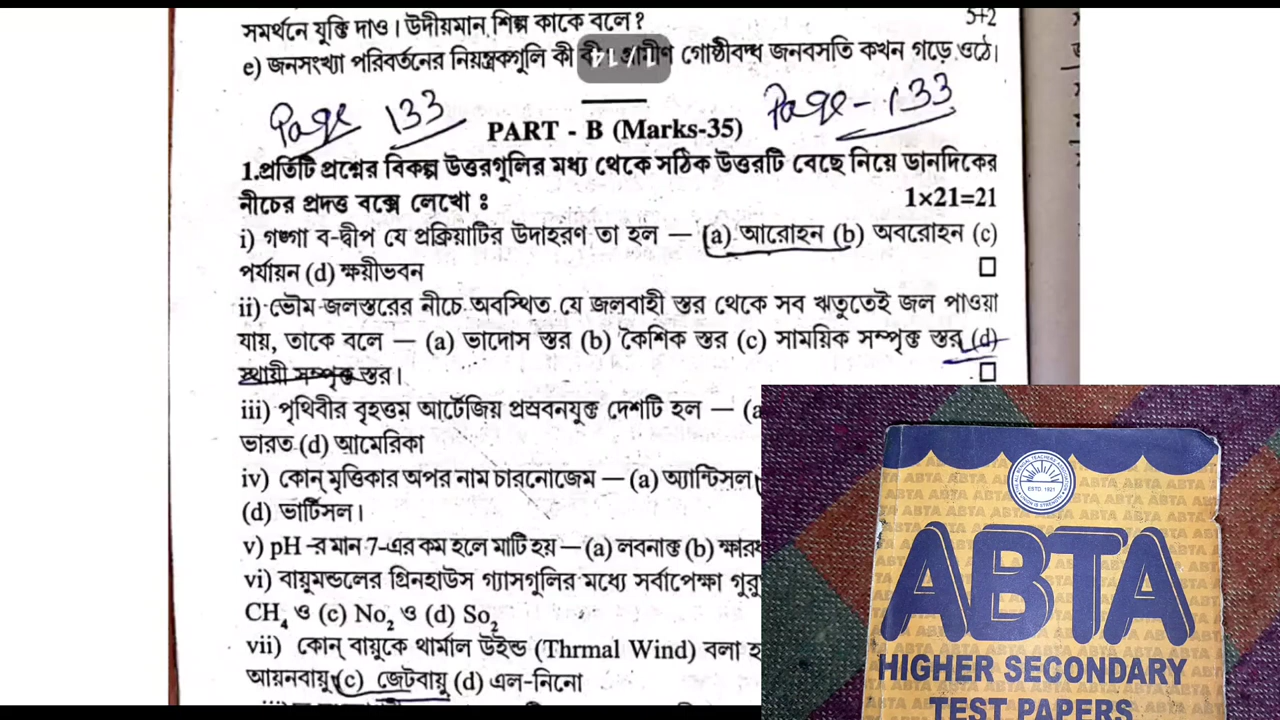 সমর্থনে যুক্তি দাও। উদীয়মান শিল্প কাকে বলে? 5+2
e) জনসংখ্যা পরিবর্তনের নিয়ন্ত্রকগুলি কী কী। গ্রামীণ গোষ্ঠীবদ্ধ জনবসতি কখন গড়ে ওঠে।
1 / 14
Page 133
Page - 133
PART - B (Marks-35)
1.প্রতিটি প্রশ্নের বিকল্প উত্তরগুলির মধ্য থেকে সঠিক উত্তরটি বেছে নিয়ে ডানদিকের
নীচের প্রদত্ত বক্সে লেখো ঃ 1×21=21
i) গঙ্গা ব-দ্বীপ যে প্রক্রিয়াটির উদাহরণ তা হল — (a) আরোহন (b) অবরোহন (c)
পর্যায়ন (d) ক্ষয়ীভবন
ii) ভৌম-জলস্তরের নীচে অবস্থিত যে জলবাহী স্তর থেকে সব ঋতুতেই জল পাওয়া
যায়, তাকে বলে — (a) ভাদোস স্তর (b) কৈশিক স্তর (c) সাময়িক সম্পৃক্ত স্তর (d)
স্থায়ী সম্পৃক্ত স্তর।
iii) পৃথিবীর বৃহত্তম আর্টেজিয় প্রস্রবনযুক্ত দেশটি হল — (a
ভারত (d) আমেরিকা
iv) কোন্ মৃত্তিকার অপর নাম চারনোজেম — (a) অ্যান্টিসল
(d) ভার্টিসল।
v) pH -র মান 7-এর কম হলে মাটি হয় — (a) লবনাক্ত (b)
vi) বায়ুমন্ডলের গ্রিনহাউস গ্যাসগুলির মধ্যে সর্বাপেক্ষা
CH₄ ও (c) No₂ ও (d) So₂
vii) কোন্ বায়ুকে থার্মাল উইন্ড (Thrmal Wind) বলা
আয়নবায়ু (c) জেটবায়ু (d) এল-নিনো
ESTD. 1921
ABTA
HIGHER SECONDARY
TEST PAPERS